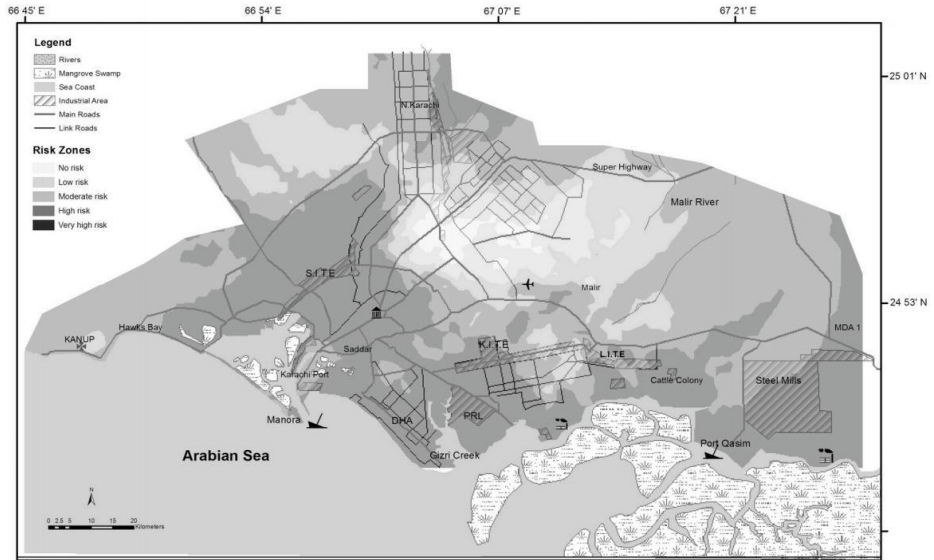 66 45' E
66 54' E
67 07' E
67 21' E
Legend
Rivers
Mangrove Swamp
Sea Coast
Industrial Area
Main Roads
Link Roads
Risk Zones
No risk
Low risk
Moderate risk
High risk
Very high risk
25 01' N
N.Karachi
Super Highway
Malir River
S.I.T.E
Malir
24 53' N
Hawks Bay
MDA 1
KANUP
Saddar
K.I.T.E
L.I.T.E
Karachi Port
Cattle Colony
Steel Mills
Manora
DHA
PRL
Port Qasim
Arabian Sea
Gizri Creek
N
0 2.5 5 10 15 20
Kilometers